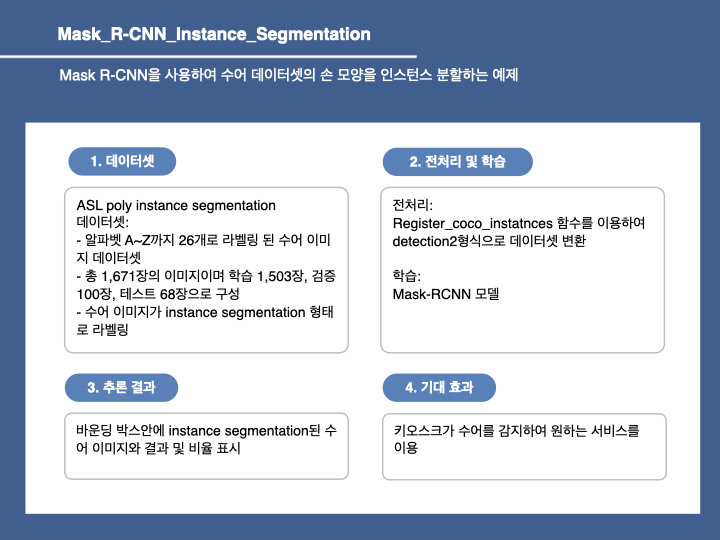 Mask_R-CNN_Instance_Segmentation
Mask R-CNN을 사용하여 수어 데이터셋의 손 모양을 인스턴스 분할하는 예제
1. 데이터셋
ASL poly instance segmentation
데이터셋:
- 알파벳 A~Z까지 26개로 라벨링 된 수어 이미
지 데이터셋
- 총 1,671장의 이미지이며 학습 1,503장, 검증
100장, 테스트 68장으로 구성
- 수어 이미지가 instance segmentation 형태
로 라벨링
2. 전처리 및 학습
전처리:
Register_coco_instatnces 함수를 이용하여
detection2형식으로 데이터셋 변환
학습:
Mask-RCNN 모델
3. 추론 결과
바운딩 박스안에 instance segmentation된 수
어 이미지와 결과 및 비율 표시
4. 기대 효과
키오스크가 수어를 감지하여 원하는 서비스를
이용